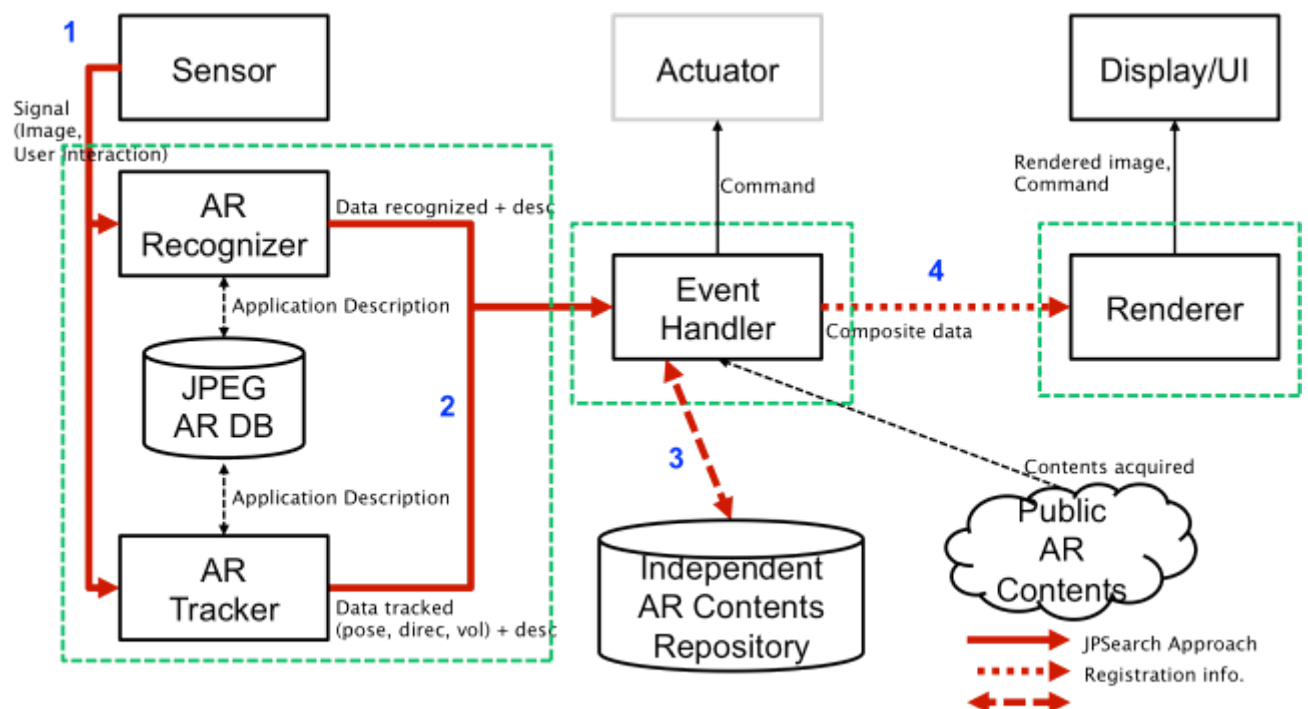 1
Sensor
Actuator
Display/UI
Signal
(Image,
User Interaction)
Rendered image,
Command
Command
AR
Recognizer
Data recognized + desc
Application Description
Event
Handler
4
Composite data
Renderer
JPEG
AR DB
2
3
Application Description
Contents acquired
Public
AR
Contents
AR
Tracker
Data tracked
(pose, direc, vol) + desc
Independent
AR Contents
Repository
JPSearch Approach
Registration info.